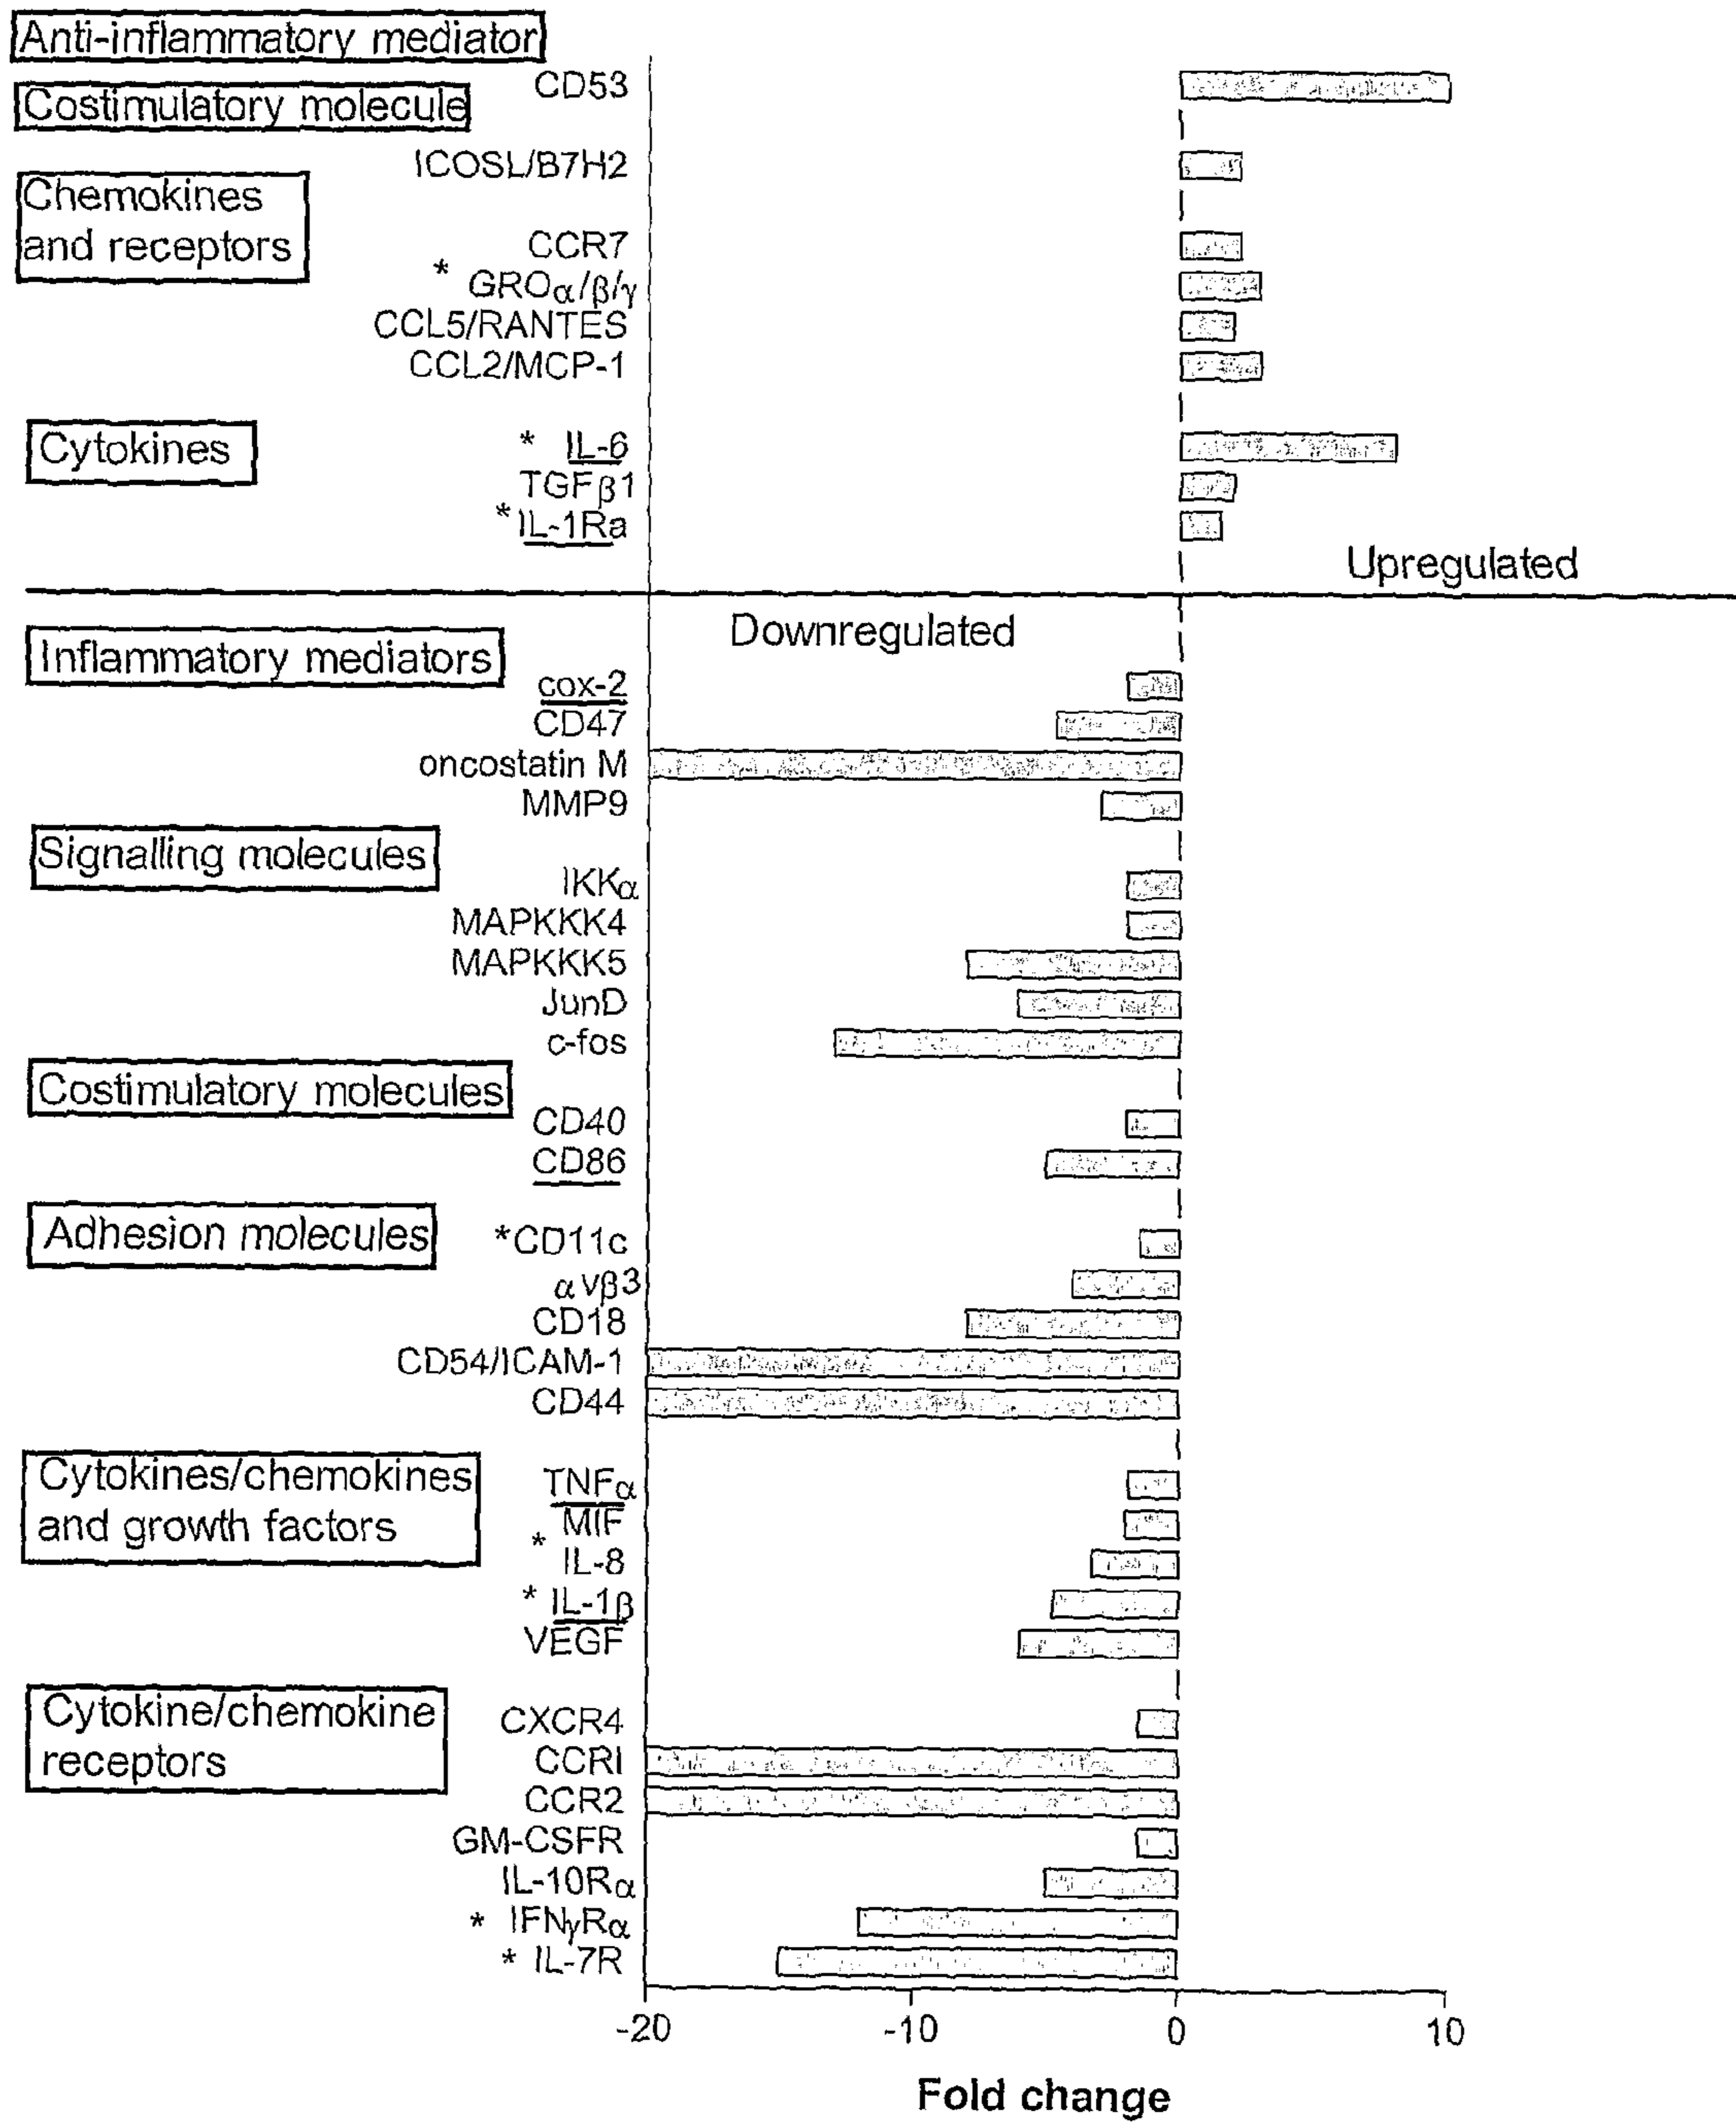 Anti-inflammatory mediator
CD53
Costimulatory molecule
ICOSL/B7H2
Chemokines
and receptors
CCR7
* GROα/β/γ
CCL5/RANTES
CCL2/MCP-1
Cytokines
* IL-6
TGFβ1
*IL-1Ra
Upregulated
Downregulated
Inflammatory mediators
cox-2
CD47
oncostatin M
MMP9
Signalling molecules
IKKα
MAPKKK4
MAPKKK5
JunD
c-fos
Costimulatory molecules
CD40
CD86
Adhesion molecules
*CD11c
αvβ3
CD18
CD54/ICAM-1
CD44
Cytokines/chemokines
and growth factors
TNFα
MIF
* IL-8
* IL-1β
VEGF
Cytokine/chemokine
receptors
CXCR4
CCRI
CCR2
GM-CSFR
IL-10Rα
* IFNγRα
* IL-7R
-20 -10 0 10
Fold change